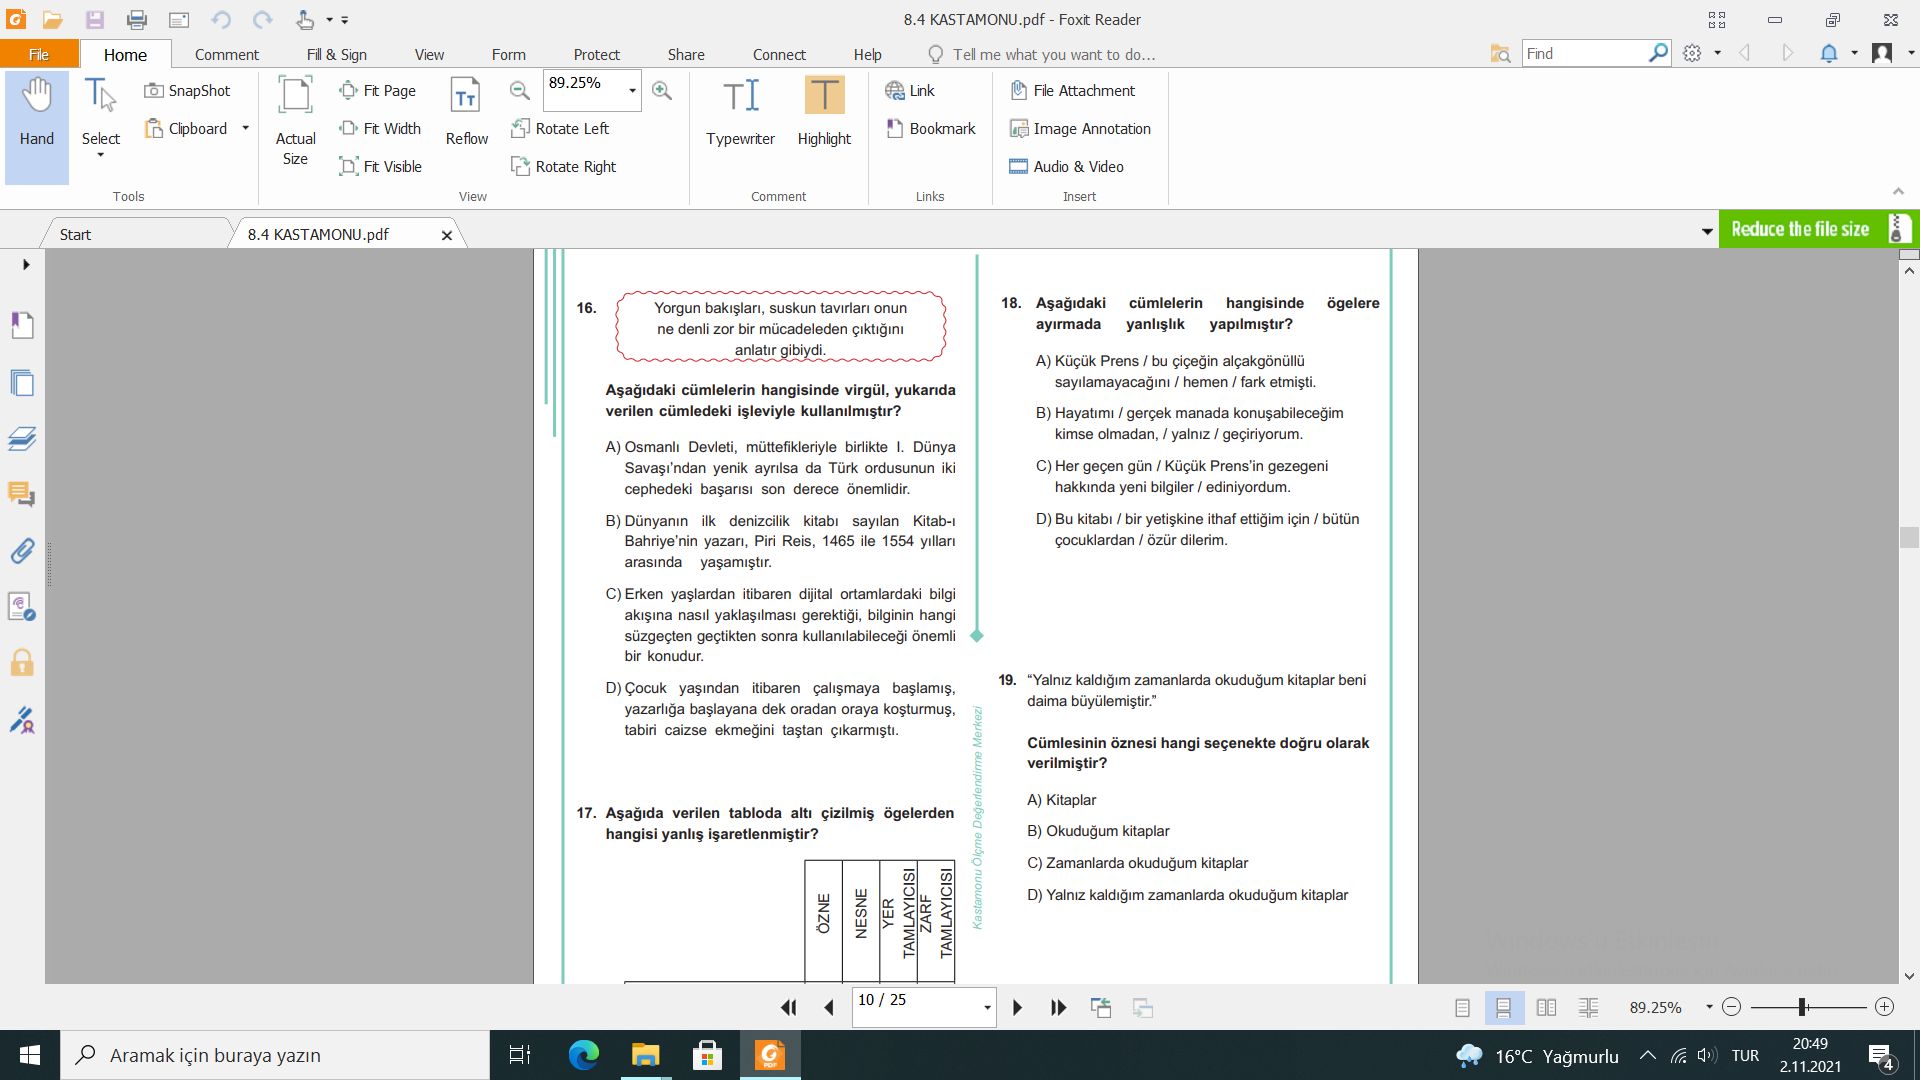 8.4 KASTAMONU.pdf - Foxit Reader
File
Home
Comment
Fill & Sign
View
Form
Protect
Share
Connect
Help
Tell me what you want to do...
Find
Hand
Select
SnapShot
Clipboard
Tools
Actual
Size
Fit Page
Fit Width
Fit Visible
Reflow
89.25%
Rotate Left
Rotate Right
View
Typewriter
Highlight
Comment
Link
Bookmark
Links
File Attachment
Image Annotation
Audio & Video
Insert
Start
8.4 KASTAMONU.pdf
Reduce the file size
16.
Yorgun bakışları, suskun tavırları onun
ne denli zor bir mücadeleden çıktığını
anlatır gibiydi.
Aşağıdaki cümlelerin hangisinde virgül, yukarıda
verilen cümledeki işleviyle kullanılmıştır?
A) Osmanlı Devleti, müttefikleriyle birlikte I. Dünya
Savaşı’ndan yenik ayrılsa da Türk ordusunun iki
cephedeki başarısı son derece önemlidir.
B) Dünyanın ilk denizcilik kitabı sayılan Kitab-ı
Bahriye’nin yazarı, Piri Reis, 1465 ile 1554 yılları
arasında yaşamıştır.
C) Erken yaşlardan itibaren dijital ortamlardaki bilgi
akışına nasıl yaklaşılması gerektiği, bilginin hangi
süzgeçten geçtikten sonra kullanılabileceği önemli
bir konudur.
D) Çocuk yaşından itibaren çalışmaya başlamış,
yazarlığa başlayana dek oradan oraya koşturmuş,
tabiri caizse ekmeğini taştan çıkarmıştı.
17. Aşağıda verilen tabloda altı çizilmiş ögelerden
hangisi yanlış işaretlenmiştir?
ÖZNE
NESNE
YER
TAMLAYICISI
ZARF
TAMLAYICISI
Kastamonu Ölçme Değerlendirme Merkezi
18. Aşağıdaki cümlelerin hangisinde ögelere
ayırmada yanlışlık yapılmıştır?
A) Küçük Prens / bu çiçeğin alçakgönüllü
sayılamayacağını / hemen / fark etmişti.
B) Hayatımı / gerçek manada konuşabileceğim
kimse olmadan, / yalnız / geçiriyorum.
C) Her geçen gün / Küçük Prens’in gezegeni
hakkında yeni bilgiler / ediniyordum.
D) Bu kitabı / bir yetişkine ithaf ettiğim için / bütün
çocuklardan / özür dilerim.
19. “Yalnız kaldığım zamanlarda okuduğum kitaplar beni
daima büyülemiştir.”
Cümlesinin öznesi hangi seçenekte doğru olarak
verilmiştir?
A) Kitaplar
B) Okuduğum kitaplar
C) Zamanlarda okuduğum kitaplar
D) Yalnız kaldığım zamanlarda okuduğum kitaplar
10 / 25
89.25%
Aramak için buraya yazın
16°C Yağmurlu
TUR
20:49
2.11.2021
4